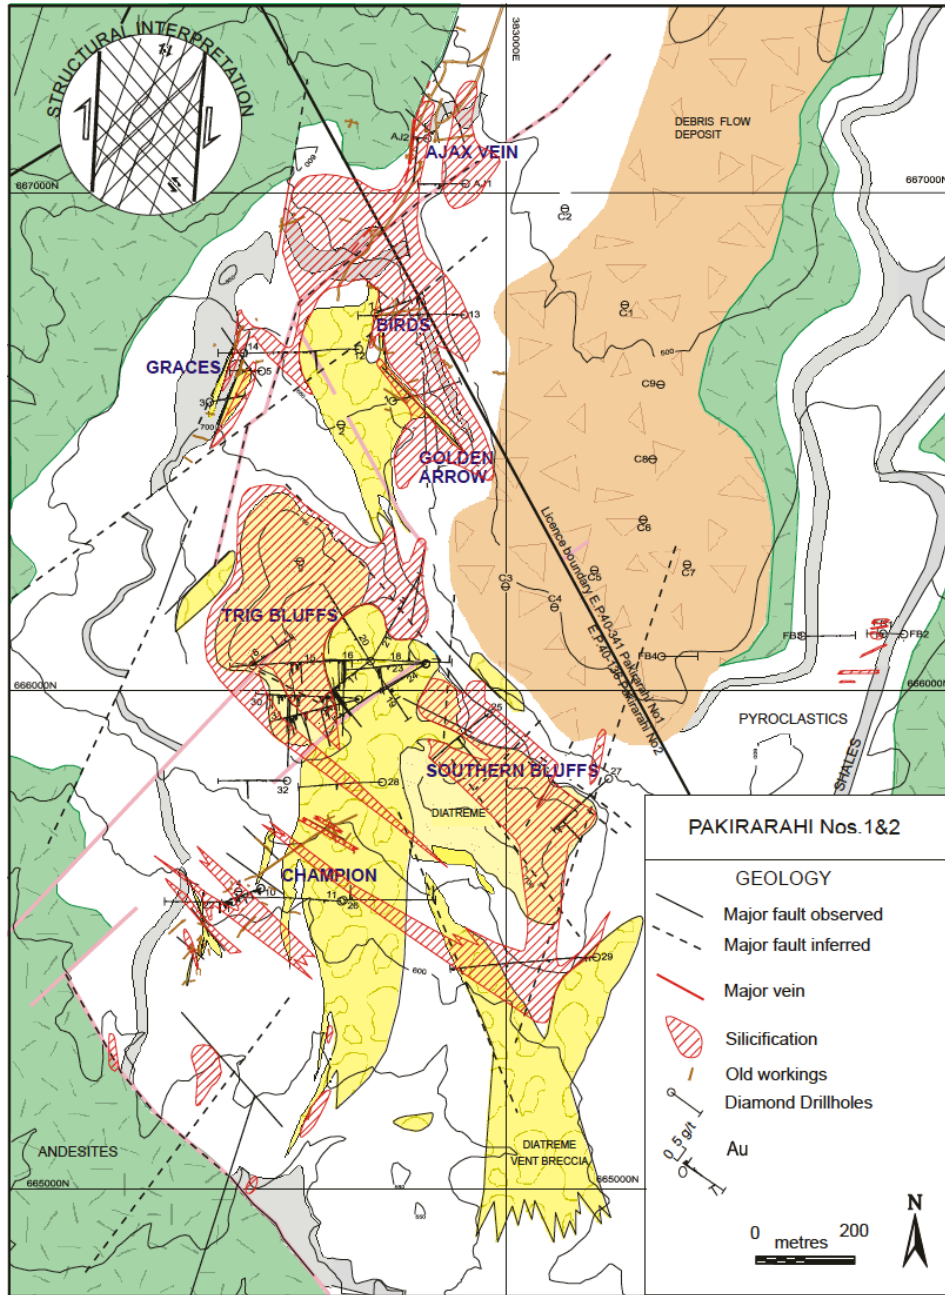 STRUCTURAL INTERPRETATION
383000E
DEBRIS FLOW
DEPOSIT
AJ2
AJAX VEIN
600
667000N
AJ1
667000N
C2
C1
13
BIRDS
14
12
500
GRACES
5
C9
3
700
GOLDEN
ARROW
C8
C6
Licence boundary E.P.40-341 Pakirarahi No1
E.P.40-136 Pakirarahi No2
C3
C5
C7
C4
TRIG BLUFFS
20
FB3
FB2
16
18
23
24
FB4
666000N
666000N
30
25
PYROCLASTICS
SHALES
SOUTHERN BLUFFS
27
32
28
DIATREME
CHAMPION
10
11
26
29
600
ANDESITES
DIATREME
VENT BRECCIA
665000N
665000N
PAKIRARAHI Nos.1&2
GEOLOGY
Major fault observed
Major fault inferred
Major vein
Silicification
Old workings
Diamond Drillholes
0 5 g/t
Au
N
0 metres 200